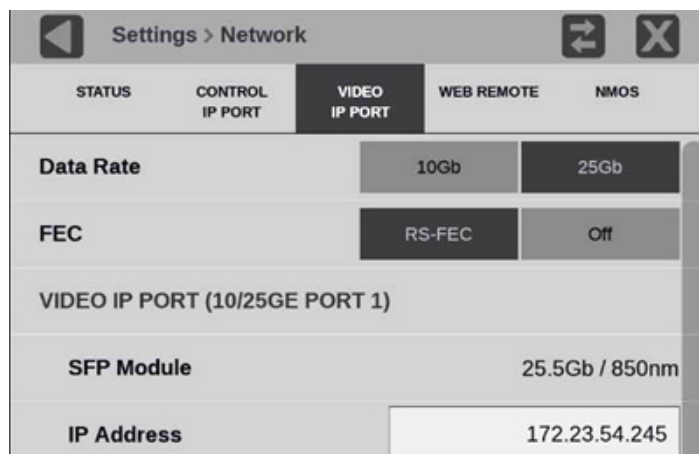 Settings > Network
STATUS
CONTROL IP PORT
VIDEO IP PORT
WEB REMOTE
NMOS
Data Rate 10Gb 25Gb
FEC RS-FEC Off
VIDEO IP PORT (10/25GE PORT 1)
SFP Module 25.5Gb / 850nm
IP Address 172.23.54.245